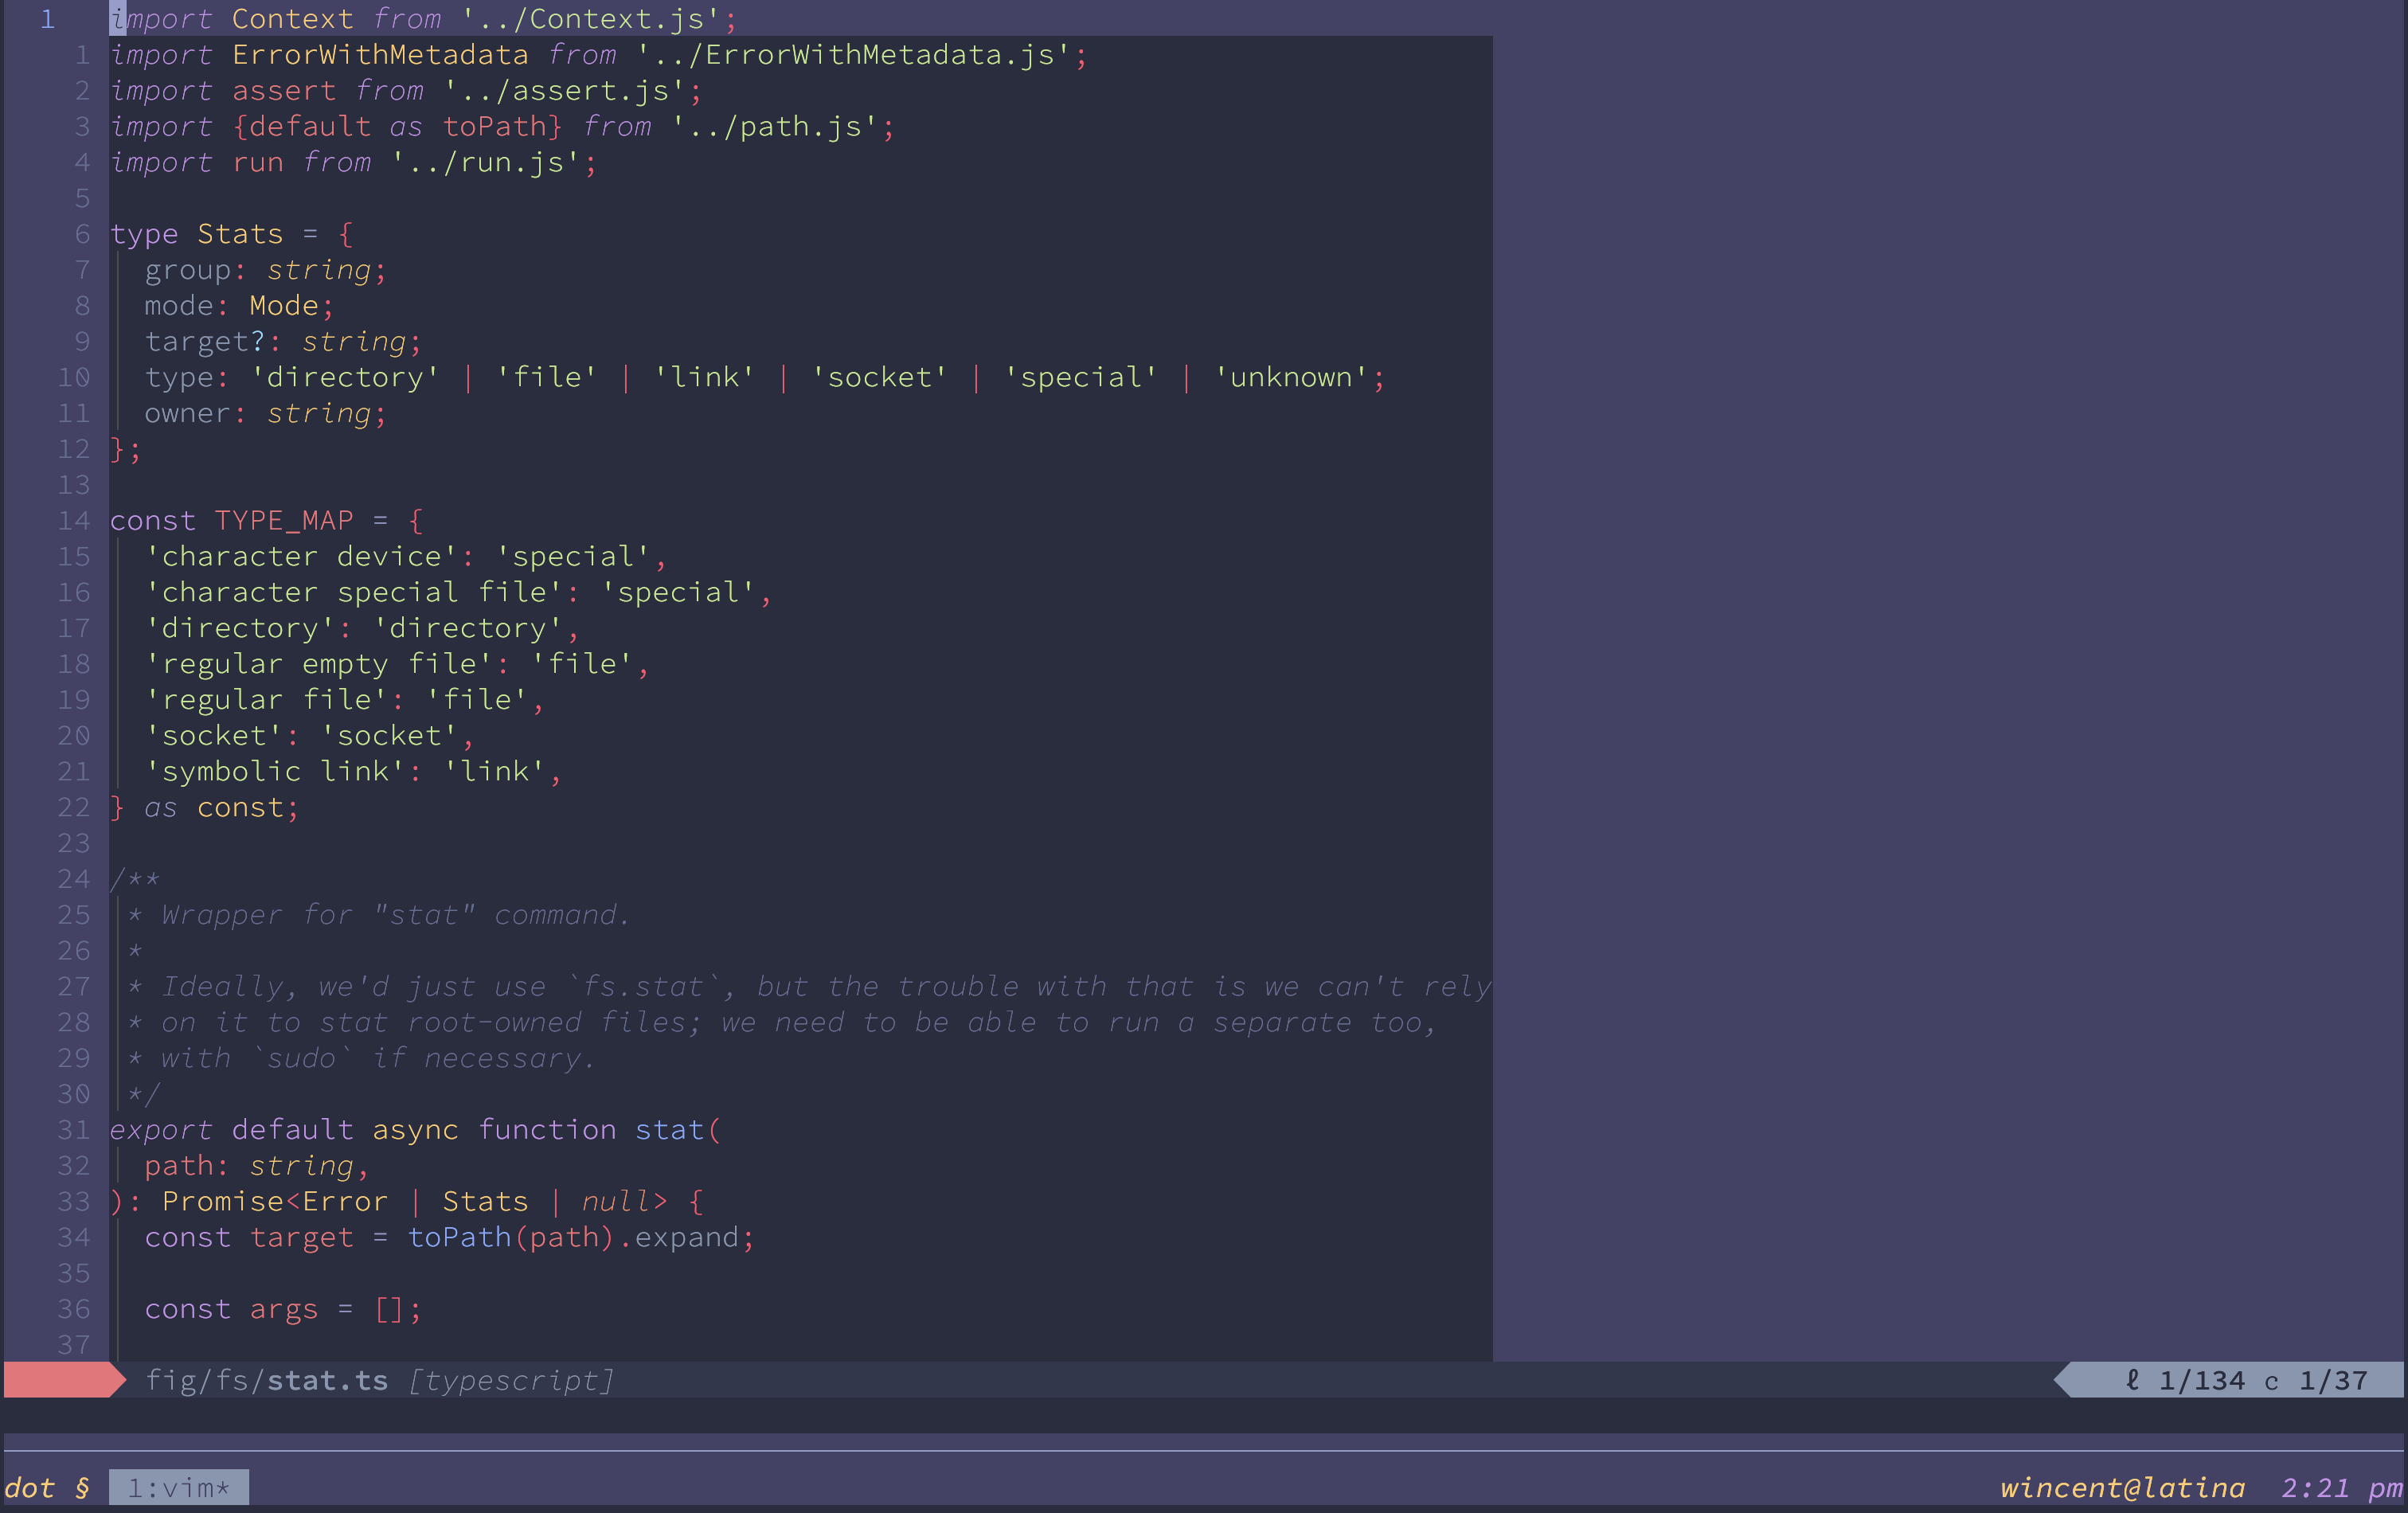 1 import Context from '../Context.js';
1 import ErrorWithMetadata from '../ErrorWithMetadata.js';
2 import assert from '../assert.js';
3 import {default as toPath} from '../path.js';
4 import run from '../run.js';
5
6 type Stats = {
7 group: string;
8 mode: Mode;
9 target?: string;
10 type: 'directory' | 'file' | 'link' | 'socket' | 'special' | 'unknown';
11 owner: string;
12 };
13
14 const TYPE_MAP = {
15 'character device': 'special',
16 'character special file': 'special',
17 'directory': 'directory',
18 'regular empty file': 'file',
19 'regular file': 'file',
20 'socket': 'socket',
21 'symbolic link': 'link',
22 } as const;
23
24 /**
25 * Wrapper for "stat" command.
26 *
27 * Ideally, we'd just use `fs.stat`, but the trouble with that is we can't rely
28 * on it to stat root-owned files; we need to be able to run a separate too,
29 * with `sudo` if necessary.
30 */
31 export default async function stat(
32 path: string,
33 ): Promise<Error | Stats | null> {
34 const target = toPath(path).expand;
35
36 const args = [];
37
fig/fs/stat.ts [typescript] ℓ 1/134 c 1/37
dot § 1:vim* wincent@latina 2:21 pm